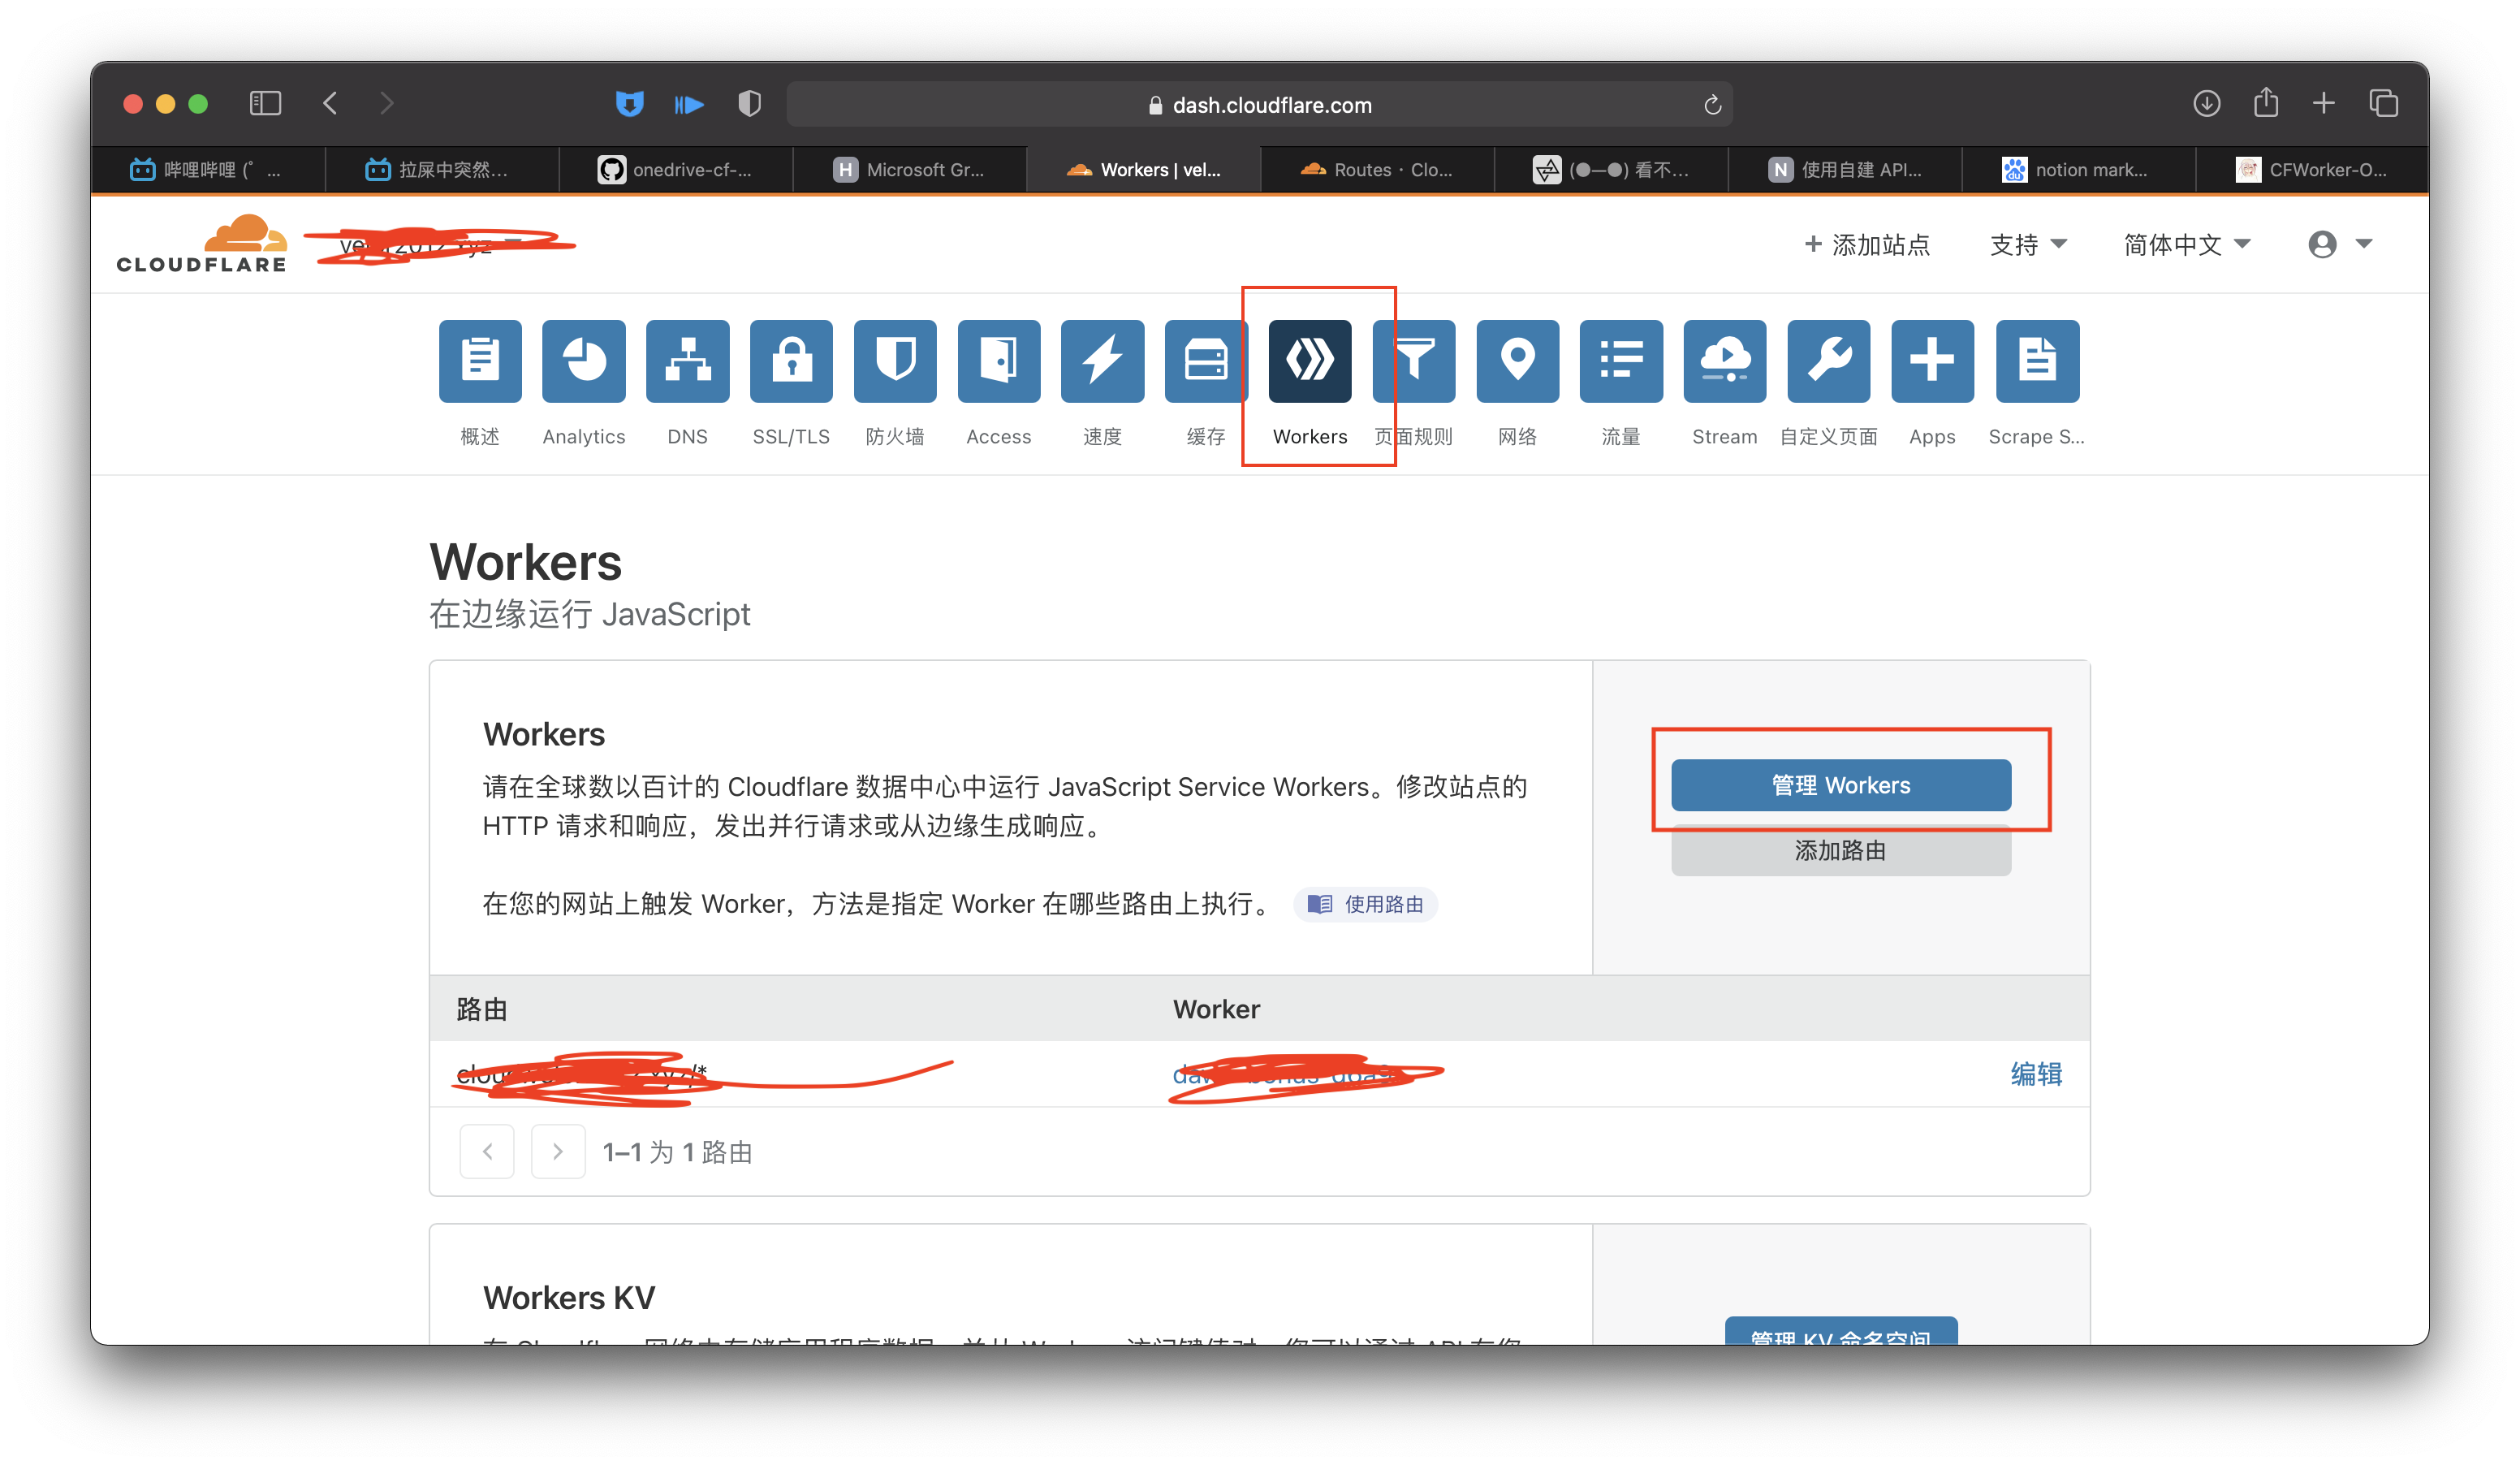 dash.cloudflare.com
哔哩哔哩 (゜ ...
拉屎中突然...
onedrive-cf-...
H Microsoft Gr...
Workers | vel...
Routes · Clo...
(●—●) 看不...
N 使用自建 API...
du notion mark...
CFWorker-O...
CLOUDFLARE
+ 添加站点
支持
简体中文
概述
Analytics
DNS
SSL/TLS
防火墙
Access
速度
缓存
Workers
页面规则
网络
流量
Stream
自定义页面
Apps
Scrape S...
Workers
在边缘运行 JavaScript
Workers
请在全球数以百计的 Cloudflare 数据中心中运行 JavaScript Service Workers。修改站点的
HTTP 请求和响应，发出并行请求或从边缘生成响应。
在您的网站上触发 Worker，方法是指定 Worker 在哪些路由上执行。
使用路由
管理 Workers
添加路由
路由
Worker
编辑
1–1 为 1 路由
Workers KV
管理 KV 命名空间